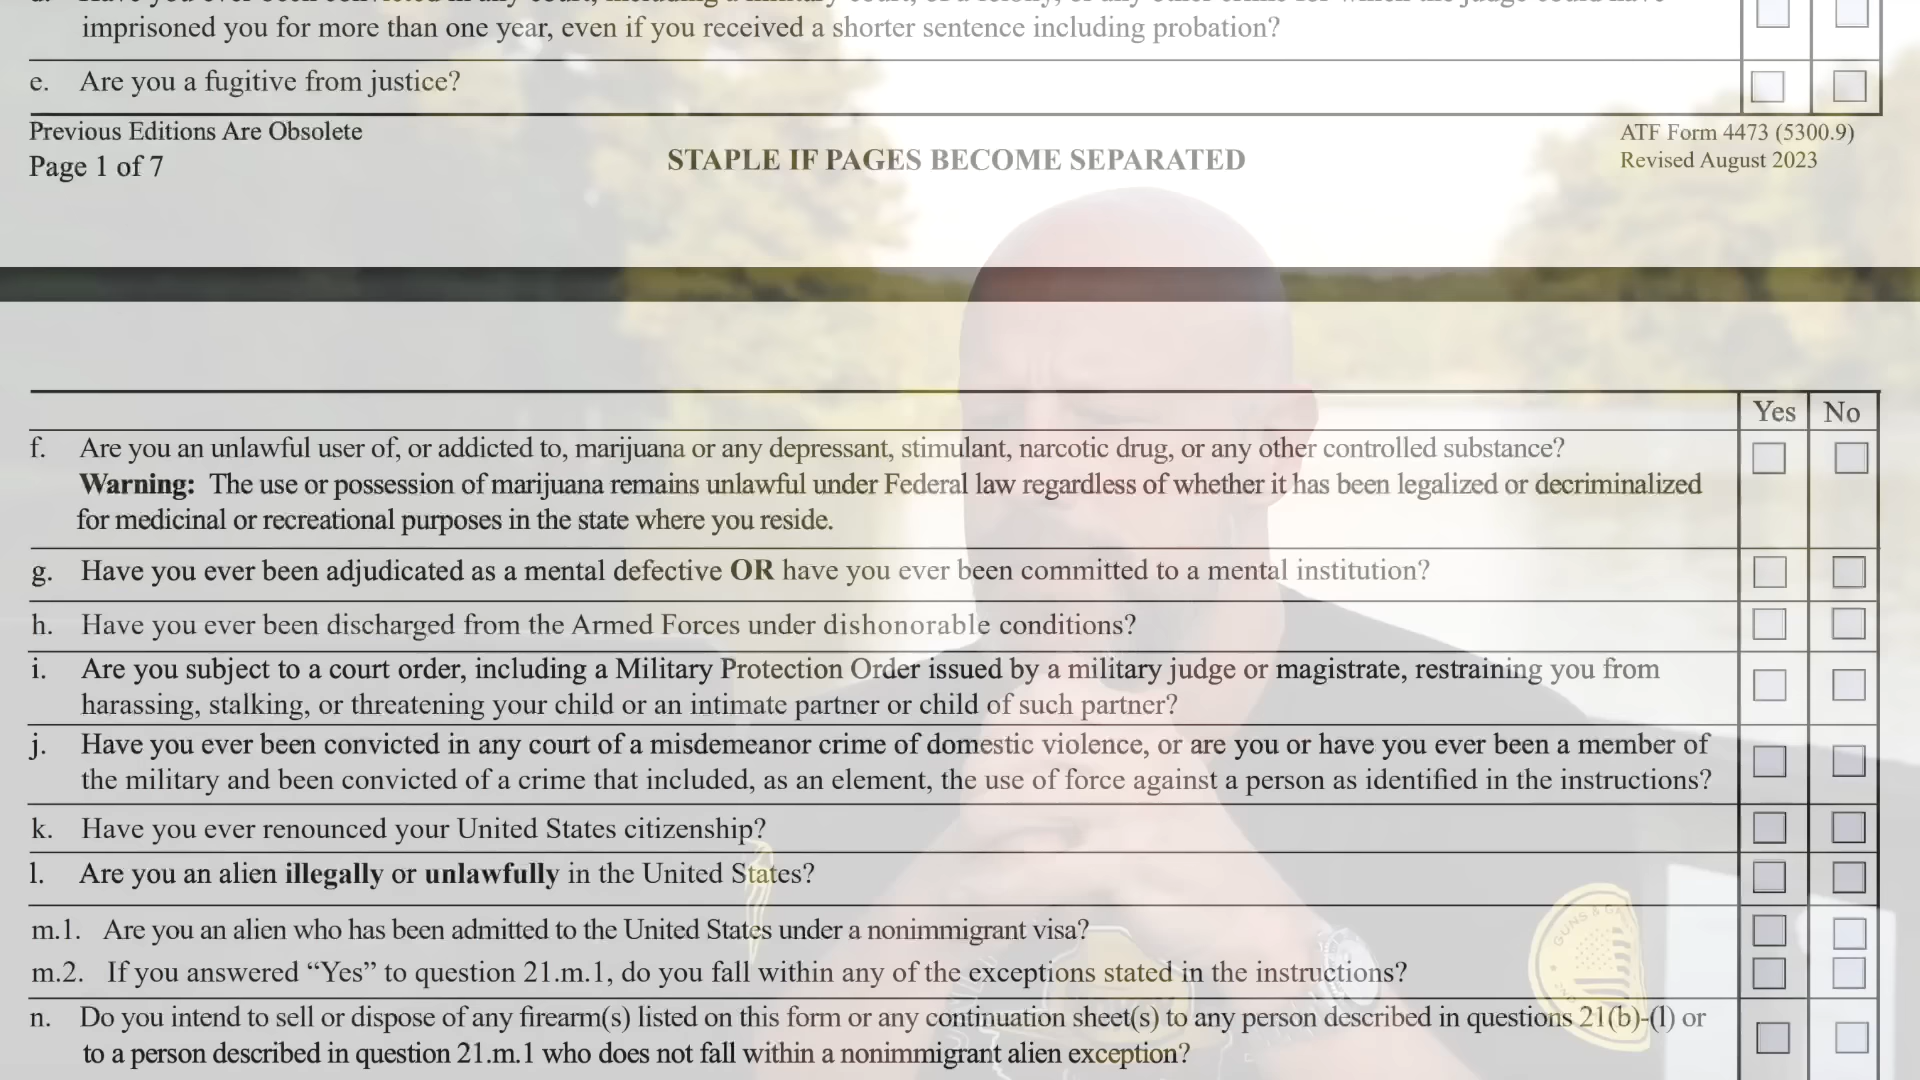 imprisoned you for more than one year, even if you received a shorter sentence including probation?
e. Are you a fugitive from justice?
Previous Editions Are Obsolete
Page 1 of 7
STAPLE IF PAGES BECOME SEPARATED
ATF Form 4473 (5300.9)
Revised August 2023
Yes No
f. Are you an unlawful user of, or addicted to, marijuana or any depressant, stimulant, narcotic drug, or any other controlled substance?
Warning: The use or possession of marijuana remains unlawful under Federal law regardless of whether it has been legalized or decriminalized
for medicinal or recreational purposes in the state where you reside.
g. Have you ever been adjudicated as a mental defective OR have you ever been committed to a mental institution?
h. Have you ever been discharged from the Armed Forces under dishonorable conditions?
i. Are you subject to a court order, including a Military Protection Order issued by a military judge or magistrate, restraining you from
harassing, stalking, or threatening your child or an intimate partner or child of such partner?
j. Have you ever been convicted in any court of a misdemeanor crime of domestic violence, or are you or have you ever been a member of
the military and been convicted of a crime that included, as an element, the use of force against a person as identified in the instructions?
k. Have you ever renounced your United States citizenship?
l. Are you an alien illegally or unlawfully in the United States?
m.1. Are you an alien who has been admitted to the United States under a nonimmigrant visa?
m.2. If you answered “Yes” to question 21.m.1, do you fall within any of the exceptions stated in the instructions?
n. Do you intend to sell or dispose of any firearm(s) listed on this form or any continuation sheet(s) to any person described in questions 21(b)-(l) or
to a person described in question 21.m.1 who does not fall within a nonimmigrant alien exception?
GUNS &